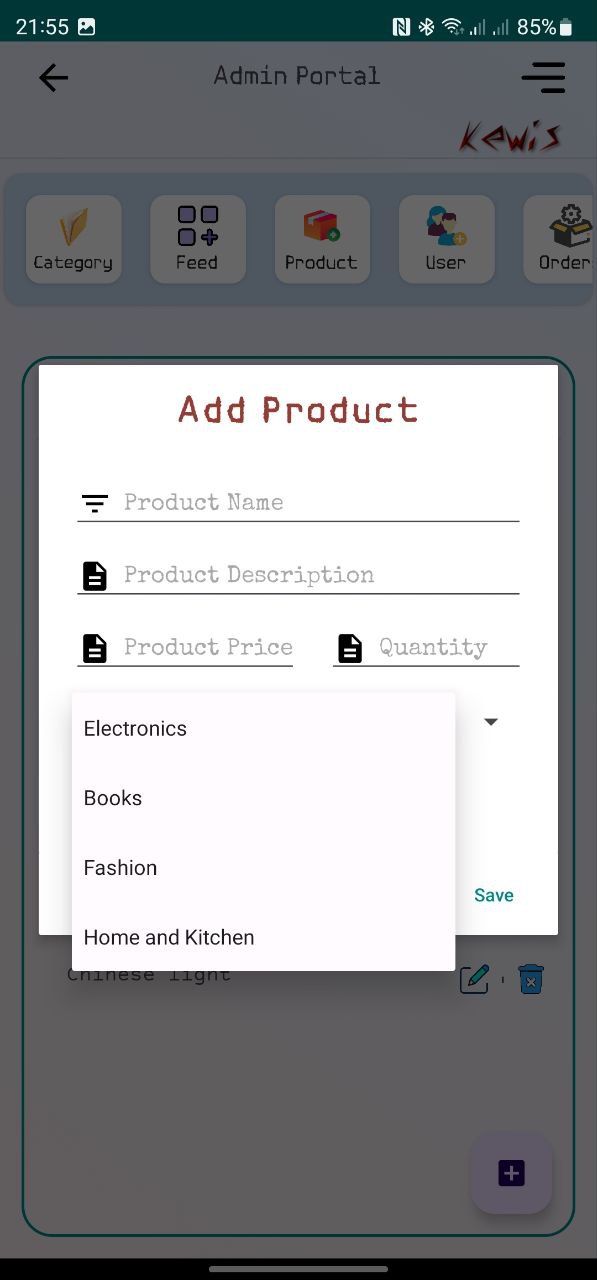 21:55 85%
Admin Portal
Kewis
Category Feed Product User Order
Add Product
Product Name
Product Description
Product Price Quantity
Electronics
Books
Fashion
Save
Home and Kitchen
Chinese light